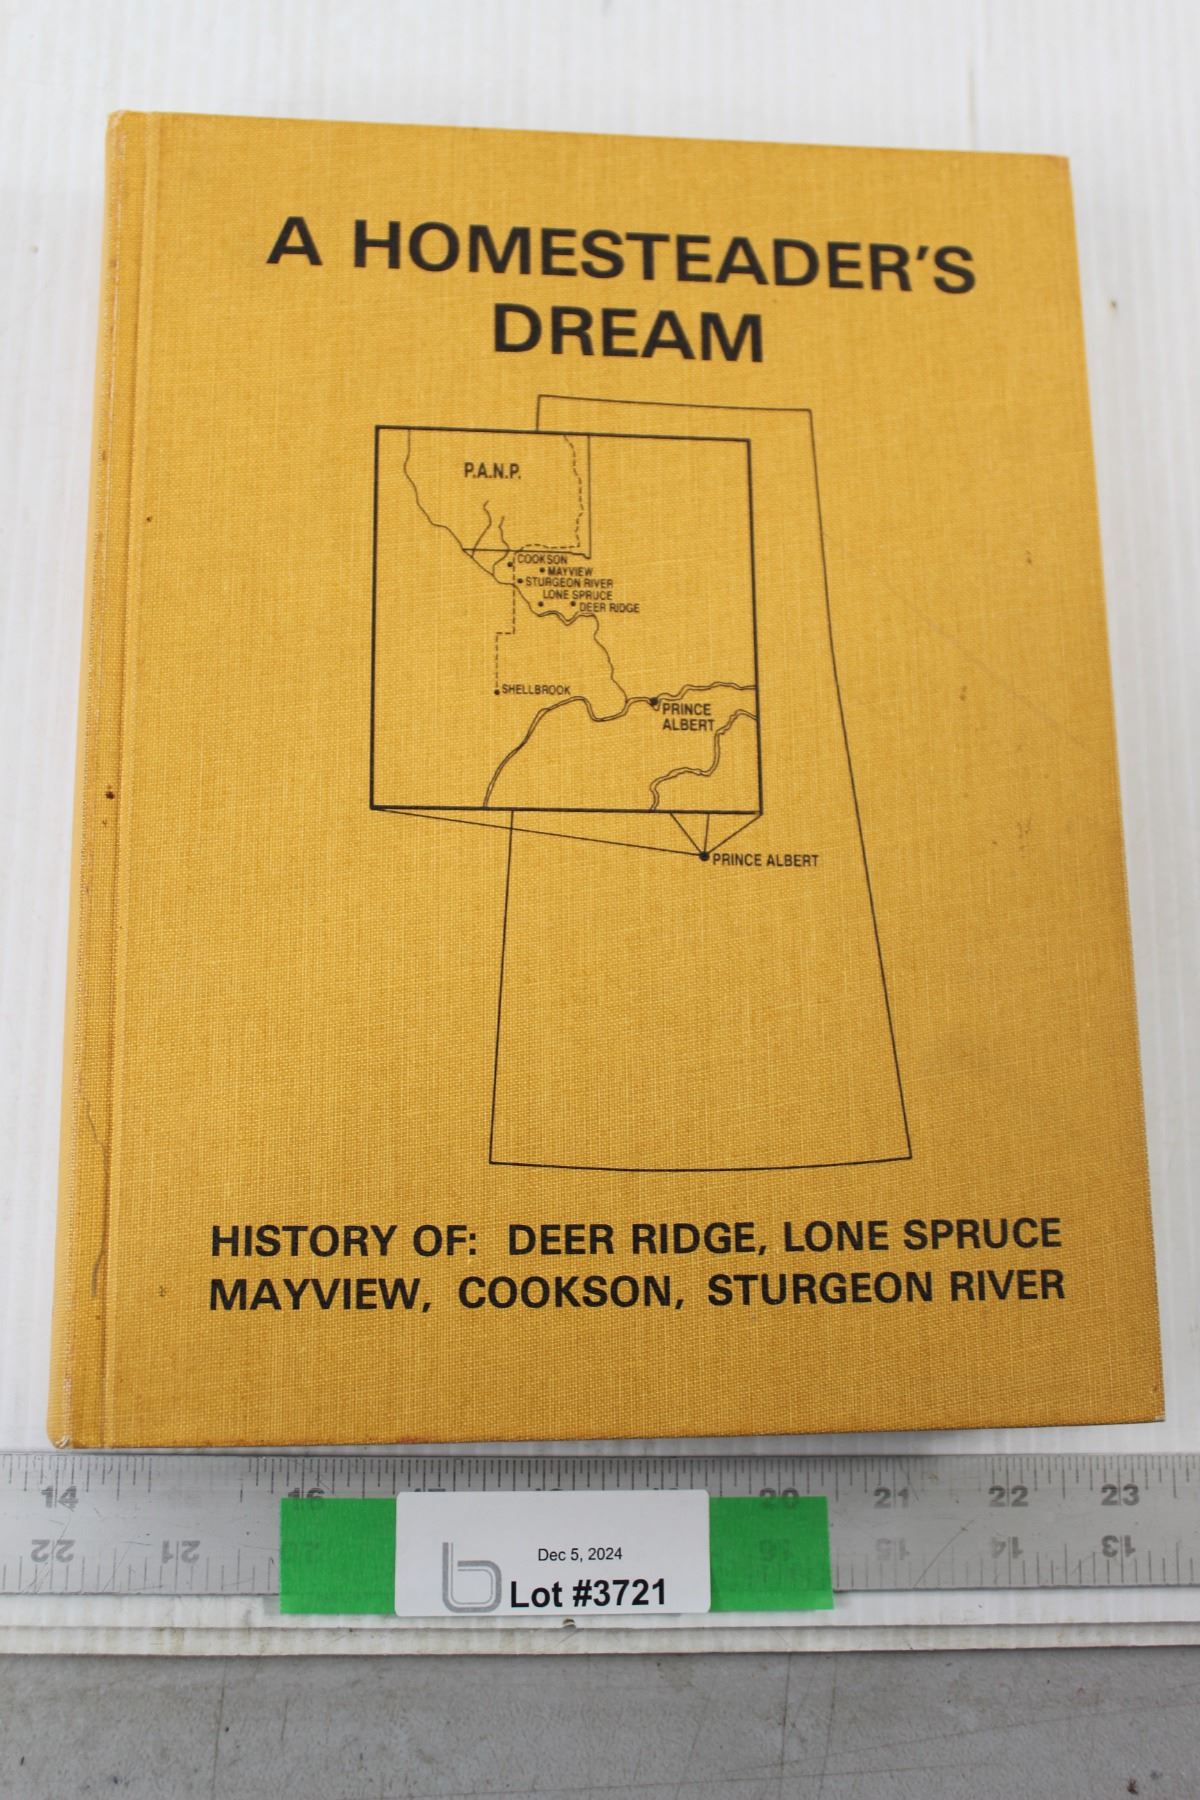 A HOMESTEADER'S
DREAM
P.A.N.P.
COOKSON
MAYVIEW
STURGEON RIVER
LONE SPRUCE
DEER RIDGE
SHELLBROOK
PRINCE
ALBERT
PRINCE ALBERT
HISTORY OF: DEER RIDGE, LONE SPRUCE
MAYVIEW, COOKSON, STURGEON RIVER
14 16 20 21 22 23
22 21 20 16 15 14 13
Dec 5, 2024
b Lot #3721